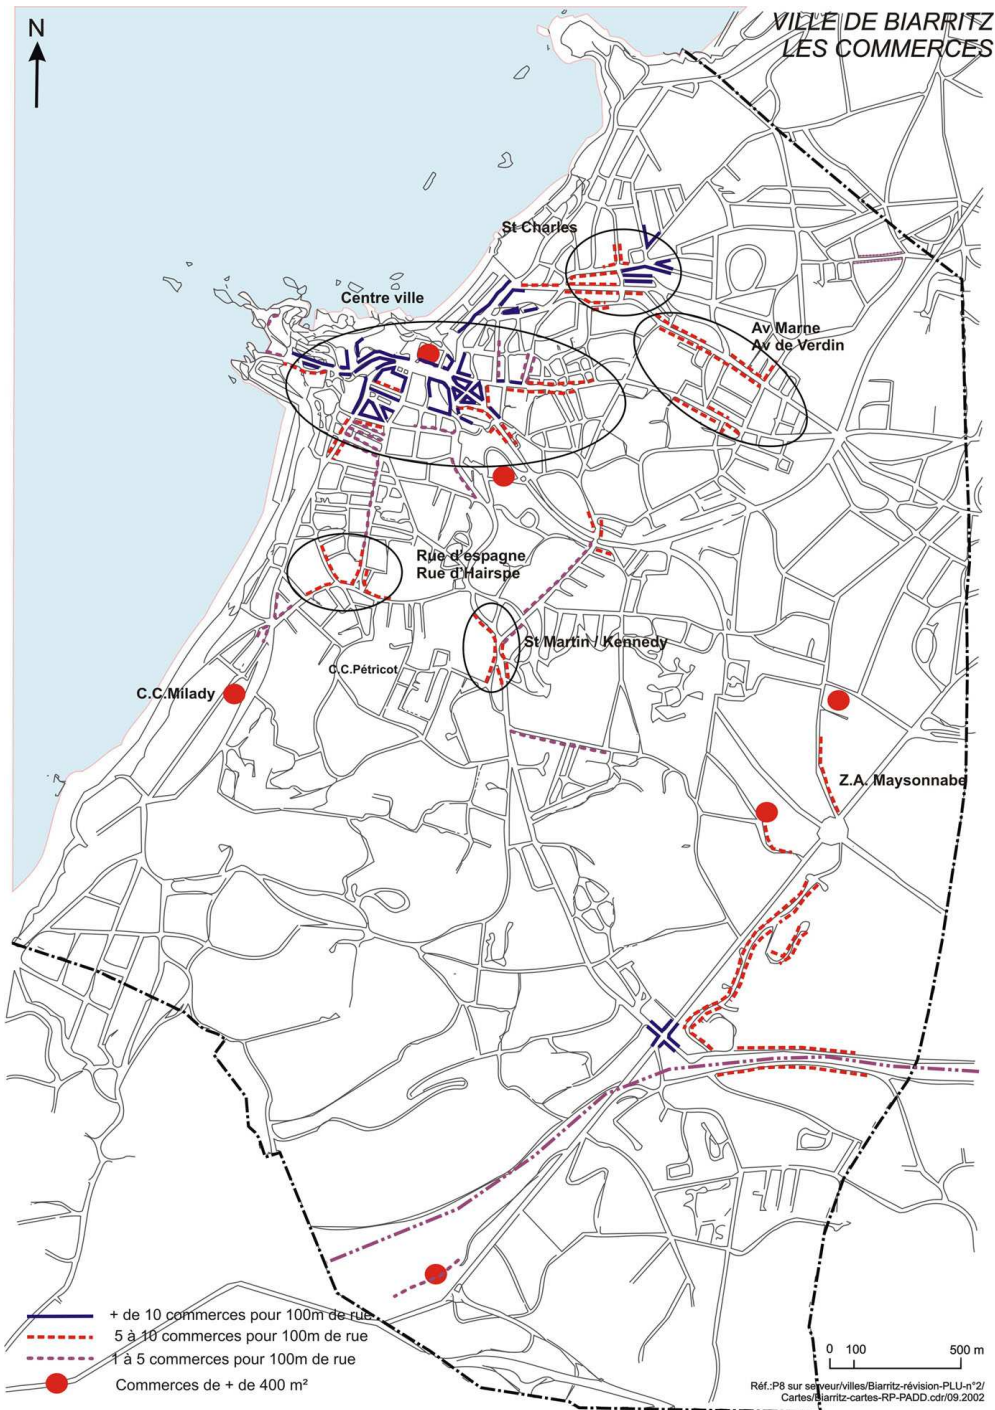 VILLE DE BIARRITZ
LES COMMERCES
N
St Charles
Centre ville
Av Marne
Av de Verdin
Rue d'espagne
Rue d'Hairspe
St Martin / Kennedy
C.C.Pétricot
C.C.Milady
Z.A. Maysonnabe
+ de 10 commerces pour 100m de rue
5 à 10 commerces pour 100m de rue
1 à 5 commerces pour 100m de rue
Commerces de + de 400 m²
0 100 500 m
Réf.:P8 sur serveur/villes/Biarritz-révision-PLU-n°2/
Cartes/Biarritz-cartes-RP-PADD.cdr/09.2002